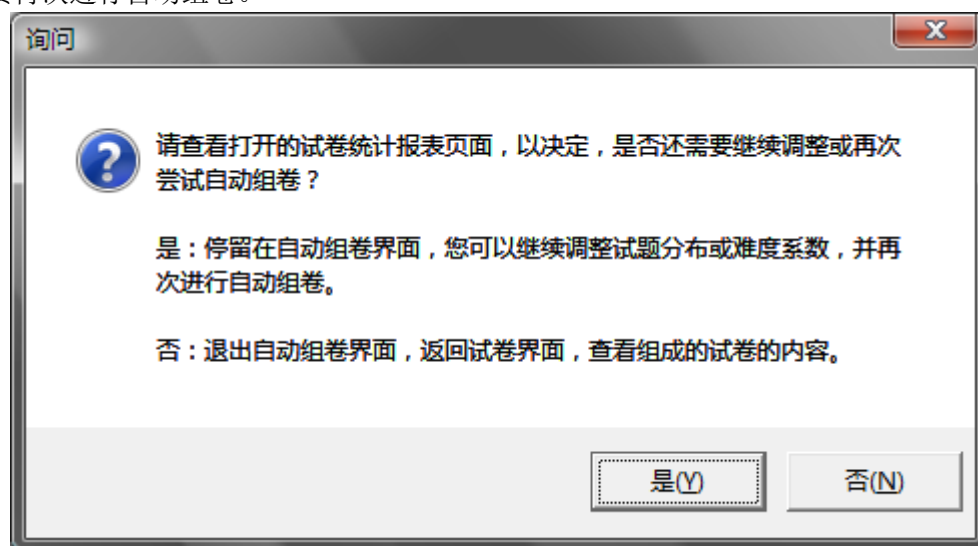 询问
请查看打开的试卷统计报表页面，以决定，是否还需要继续调整或再次
尝试自动组卷？
是：停留在自动组卷界面，您可以继续调整试题分布或难度系数，并再
次进行自动组卷。
否：退出自动组卷界面，返回试卷界面，查看组成的试卷的内容。
是(Y)
否(N)